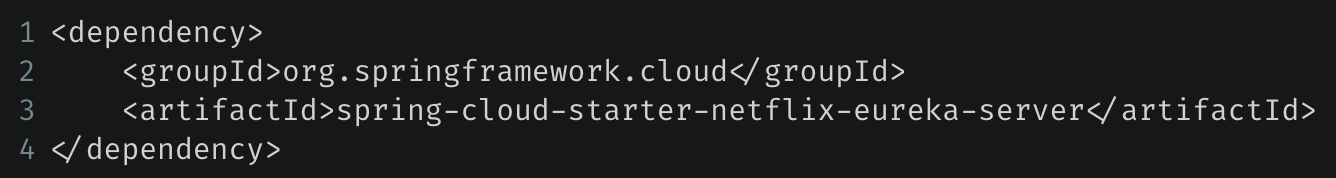 1 <dependency>
2     <groupId>org.springframework.cloud</groupId>
3     <artifactId>spring-cloud-starter-netflix-eureka-server</artifactId>
4 </dependency>